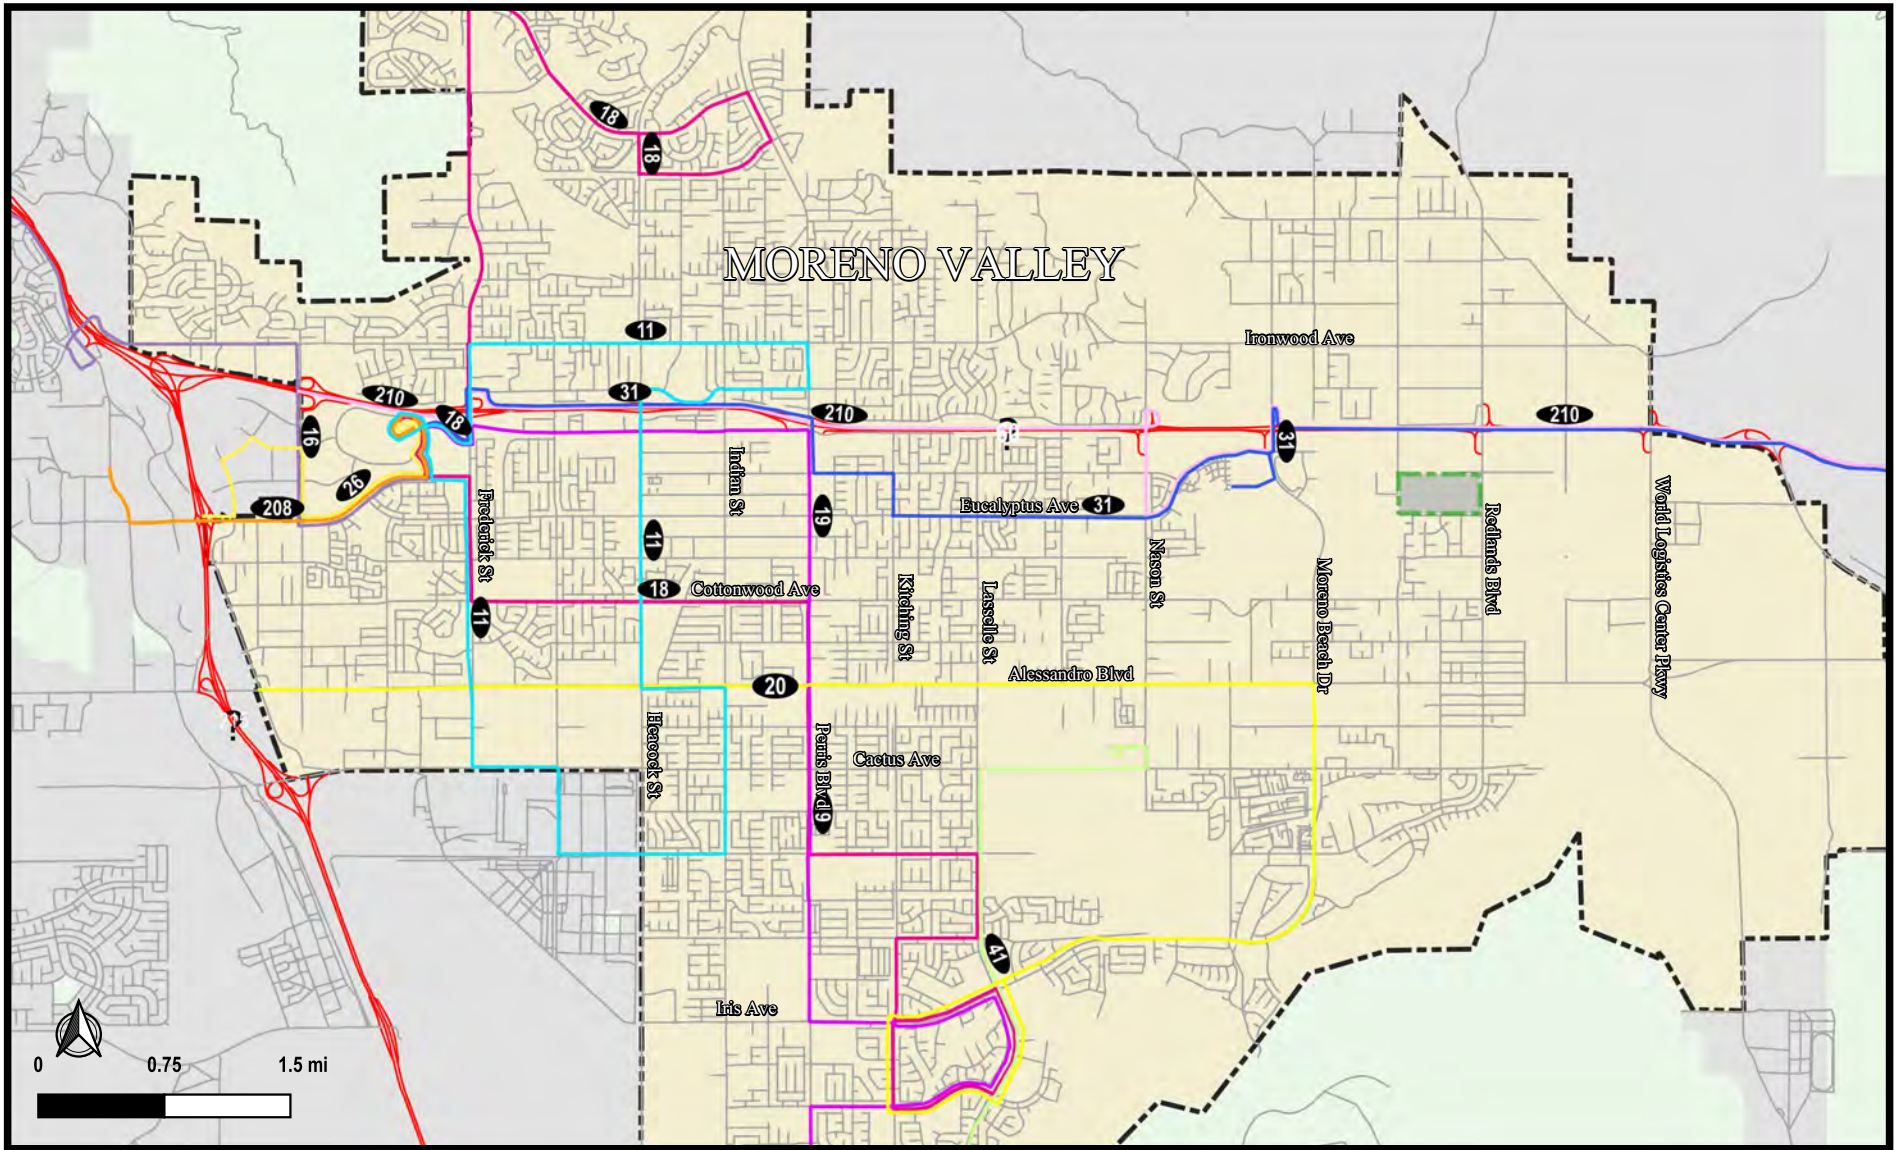 18
18
MORENO VALLEY
11
Ironwood Ave
210
31
18
210
60
210
16
31
Indian St
26
208
Frederick St
19
Eucalyptus Ave
31
Redlands Blvd
World Logistics Center Pkwy
11
Nason St
Moreno Beach Dr
18
Cottonwood Ave
Kitching St
Lasselle St
11
20
Alessandro Blvd
Heacock St
Perris Blvd
Cactus Ave
9
41
Iris Ave
0
0.75
1.5 mi